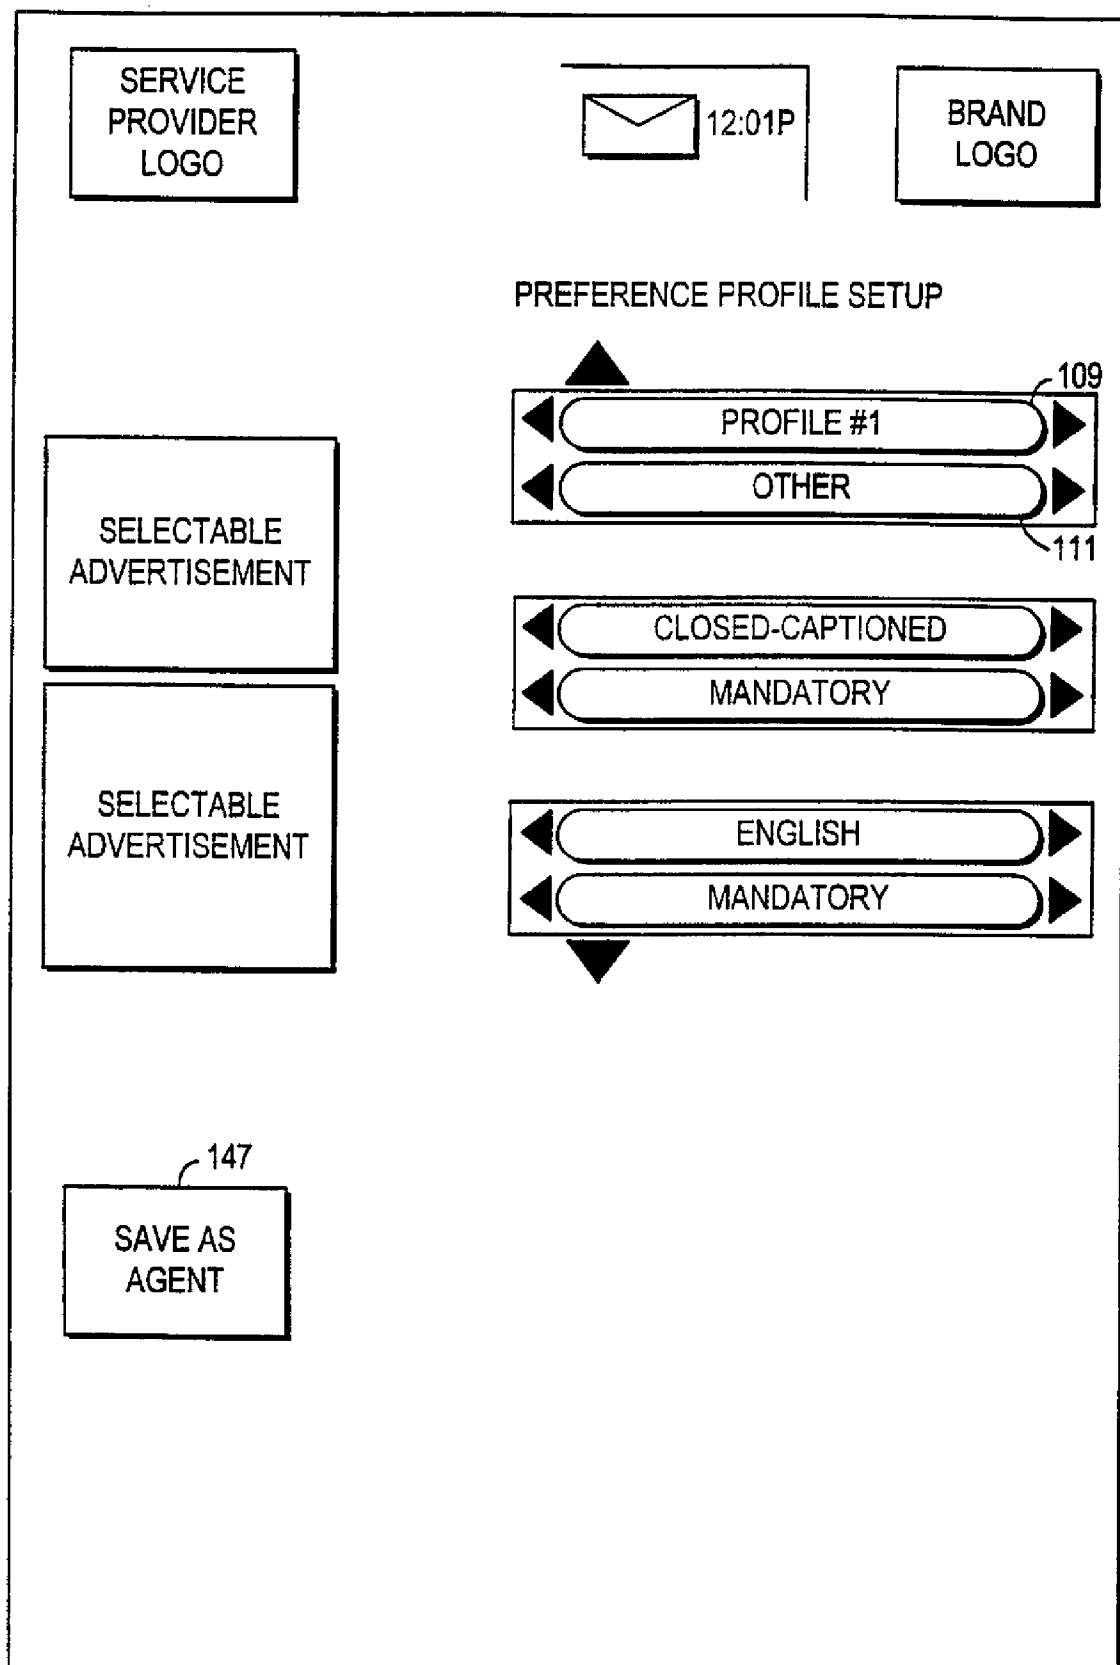 SERVICE
PROVIDER
LOGO
12:01P
BRAND
LOGO
PREFERENCE PROFILE SETUP
109
PROFILE #1
OTHER
111
SELECTABLE
ADVERTISEMENT
CLOSED-CAPTIONED
MANDATORY
SELECTABLE
ADVERTISEMENT
ENGLISH
MANDATORY
147
SAVE AS
AGENT